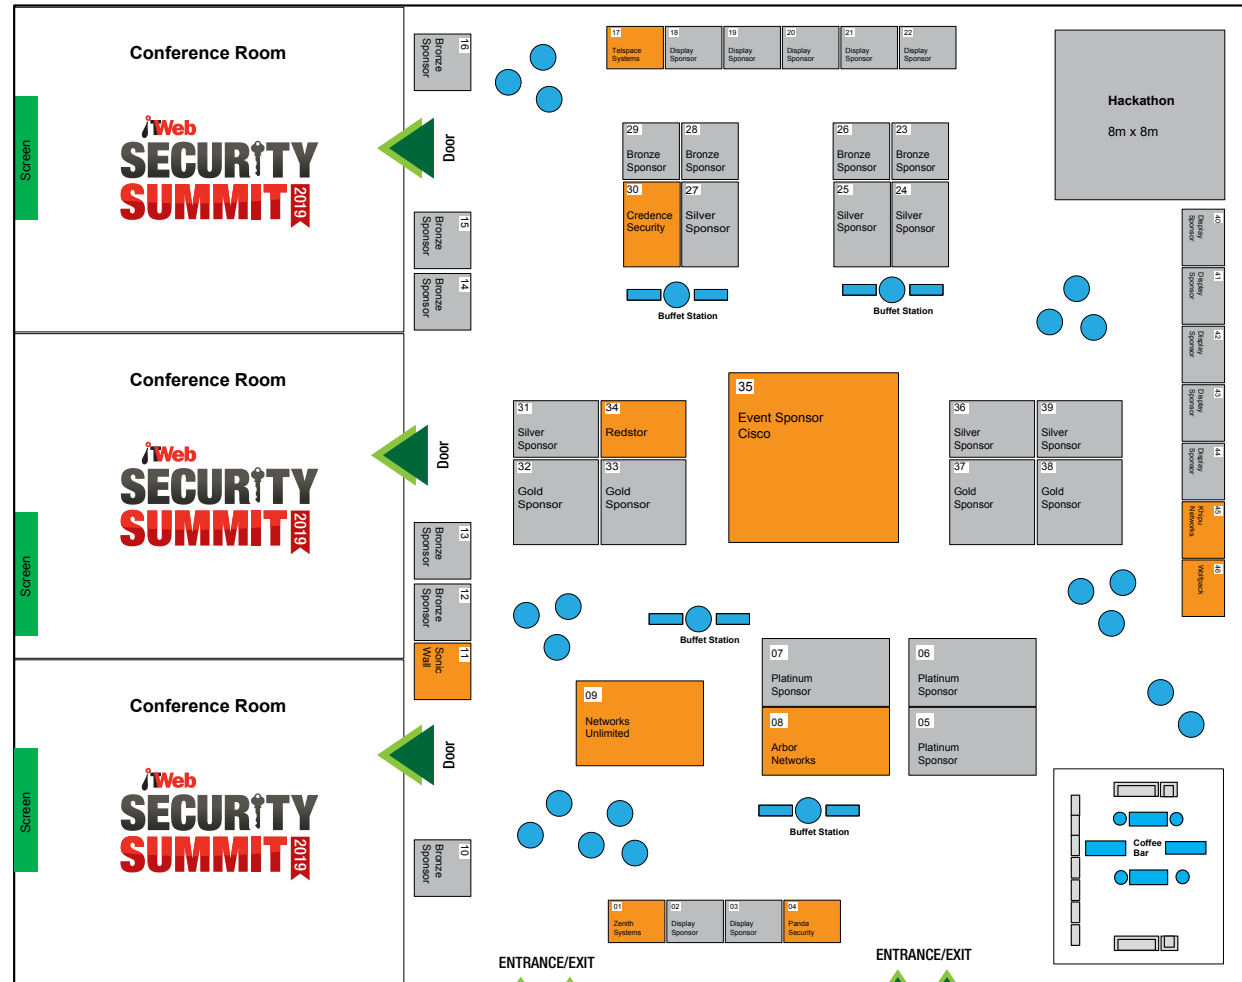 Conference Room
Screen
iTWeb
SECURITY
SUMMIT 2019
Door
16
Bronze
Sponsor
15
Bronze
Sponsor
14
Bronze
Sponsor
17
Telspace
Systems
18
Display
Sponsor
19
Display
Sponsor
20
Display
Sponsor
21
Display
Sponsor
22
Display
Sponsor
Hackathon
8m x 8m
29
Bronze
Sponsor
28
Bronze
Sponsor
30
Credence
Security
27
Silver
Sponsor
Buffet Station
26
Bronze
Sponsor
23
Bronze
Sponsor
25
Silver
Sponsor
24
Silver
Sponsor
Buffet Station
40
Display
Sponsor
41
Display
Sponsor
42
Display
Sponsor
43
Display
Sponsor
44
Display
Sponsor
45
Khipu
Networks
46
Wolfpack
Conference Room
Screen
iTWeb
SECURITY
SUMMIT 2019
Door
13
Bronze
Sponsor
12
Bronze
Sponsor
11
Sonic
Wall
31
Silver
Sponsor
34
Redstor
32
Gold
Sponsor
33
Gold
Sponsor
35
Event Sponsor
Cisco
36
Silver
Sponsor
39
Silver
Sponsor
37
Gold
Sponsor
38
Gold
Sponsor
Buffet Station
Conference Room
Screen
iTWeb
SECURITY
SUMMIT 2019
Door
10
Bronze
Sponsor
09
Networks
Unlimited
07
Platinum
Sponsor
06
Platinum
Sponsor
08
Arbor
Networks
05
Platinum
Sponsor
Buffet Station
Coffee
Bar
01
Zenith
Systems
02
Display
Sponsor
03
Display
Sponsor
04
Panda
Security
ENTRANCE/EXIT
ENTRANCE/EXIT